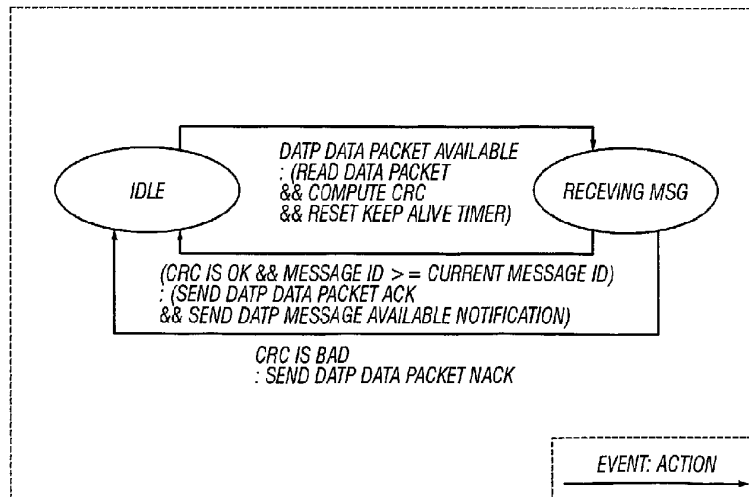 DATP DATA PACKET AVAILABLE
: (READ DATA PACKET
&& COMPUTE CRC
&& RESET KEEP ALIVE TIMER)
IDLE
RECEVING MSG
(CRC IS OK && MESSAGE ID > = CURRENT MESSAGE ID)
: (SEND DATP DATA PACKET ACK
&& SEND DATP MESSAGE AVAILABLE NOTIFICATION)
CRC IS BAD
: SEND DATP DATA PACKET NACK
EVENT: ACTION